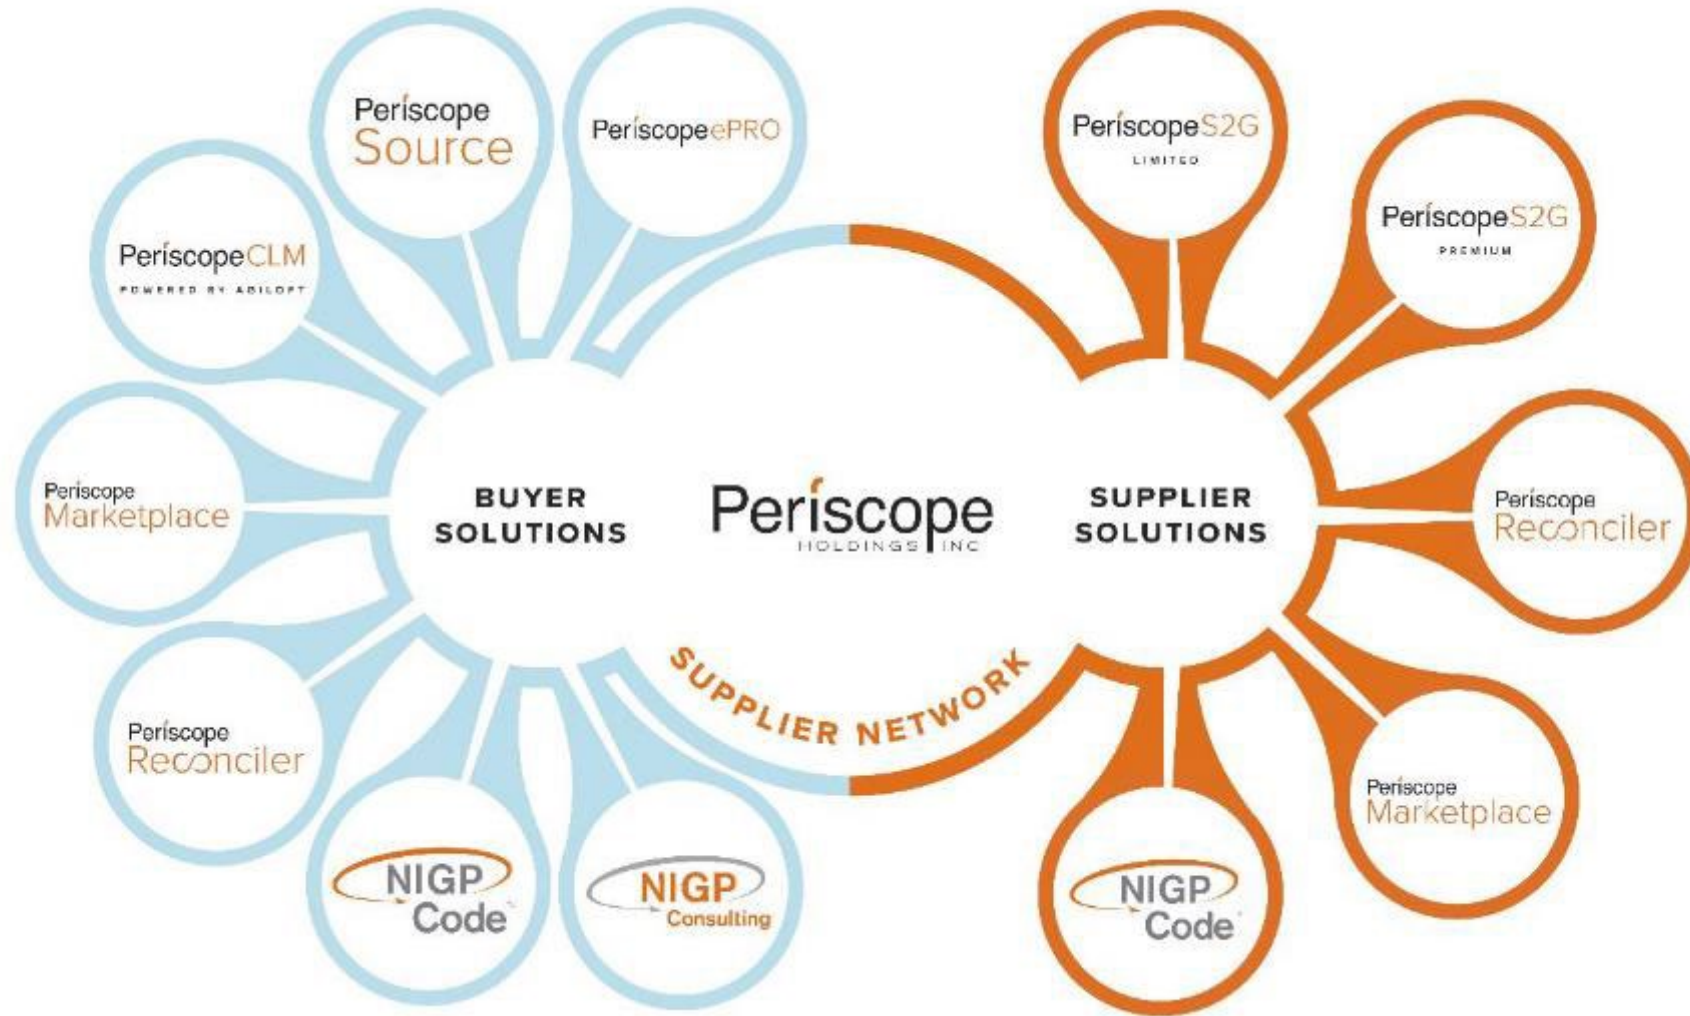 Periscope
Source
PeriscopeePRO
PeriscopeS2G
LIMITED
PeriscopeS2G
PREMIUM
PeriscopeCLM
POWERED BY AGILOFT
Periscope
Marketplace
BUYER
SOLUTIONS
Periscope
HOLDINGS INC
SUPPLIER
SOLUTIONS
Periscope
Reconciler
SUPPLIER NETWORK
Periscope
Reconciler
Periscope
Marketplace
NIGP
Code
NIGP
Consulting
NIGP
Code